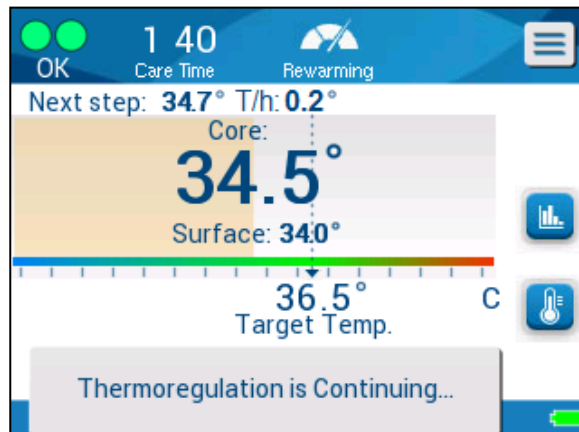 1 40
OK Care Time Rewarming
Next step: 34.7° T/h: 0.2°
Core:
34.5°
Surface: 34.0°
36.5° C
Target Temp.
Thermoregulation is Continuing...